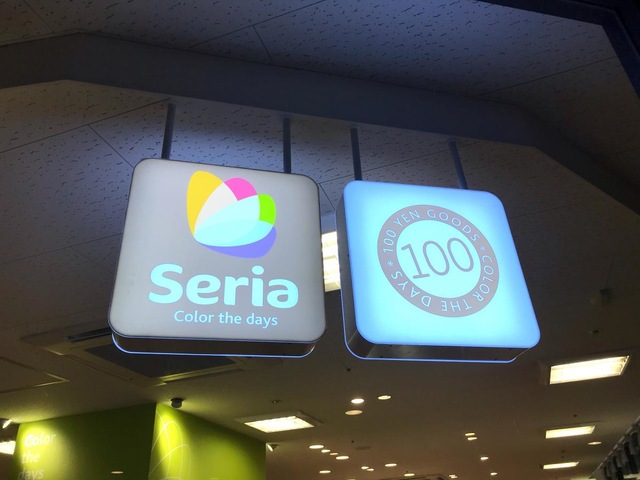 Seria
Color the days
100 YEN GOODS * COLOR THE DAYS *
100
Color
the
days